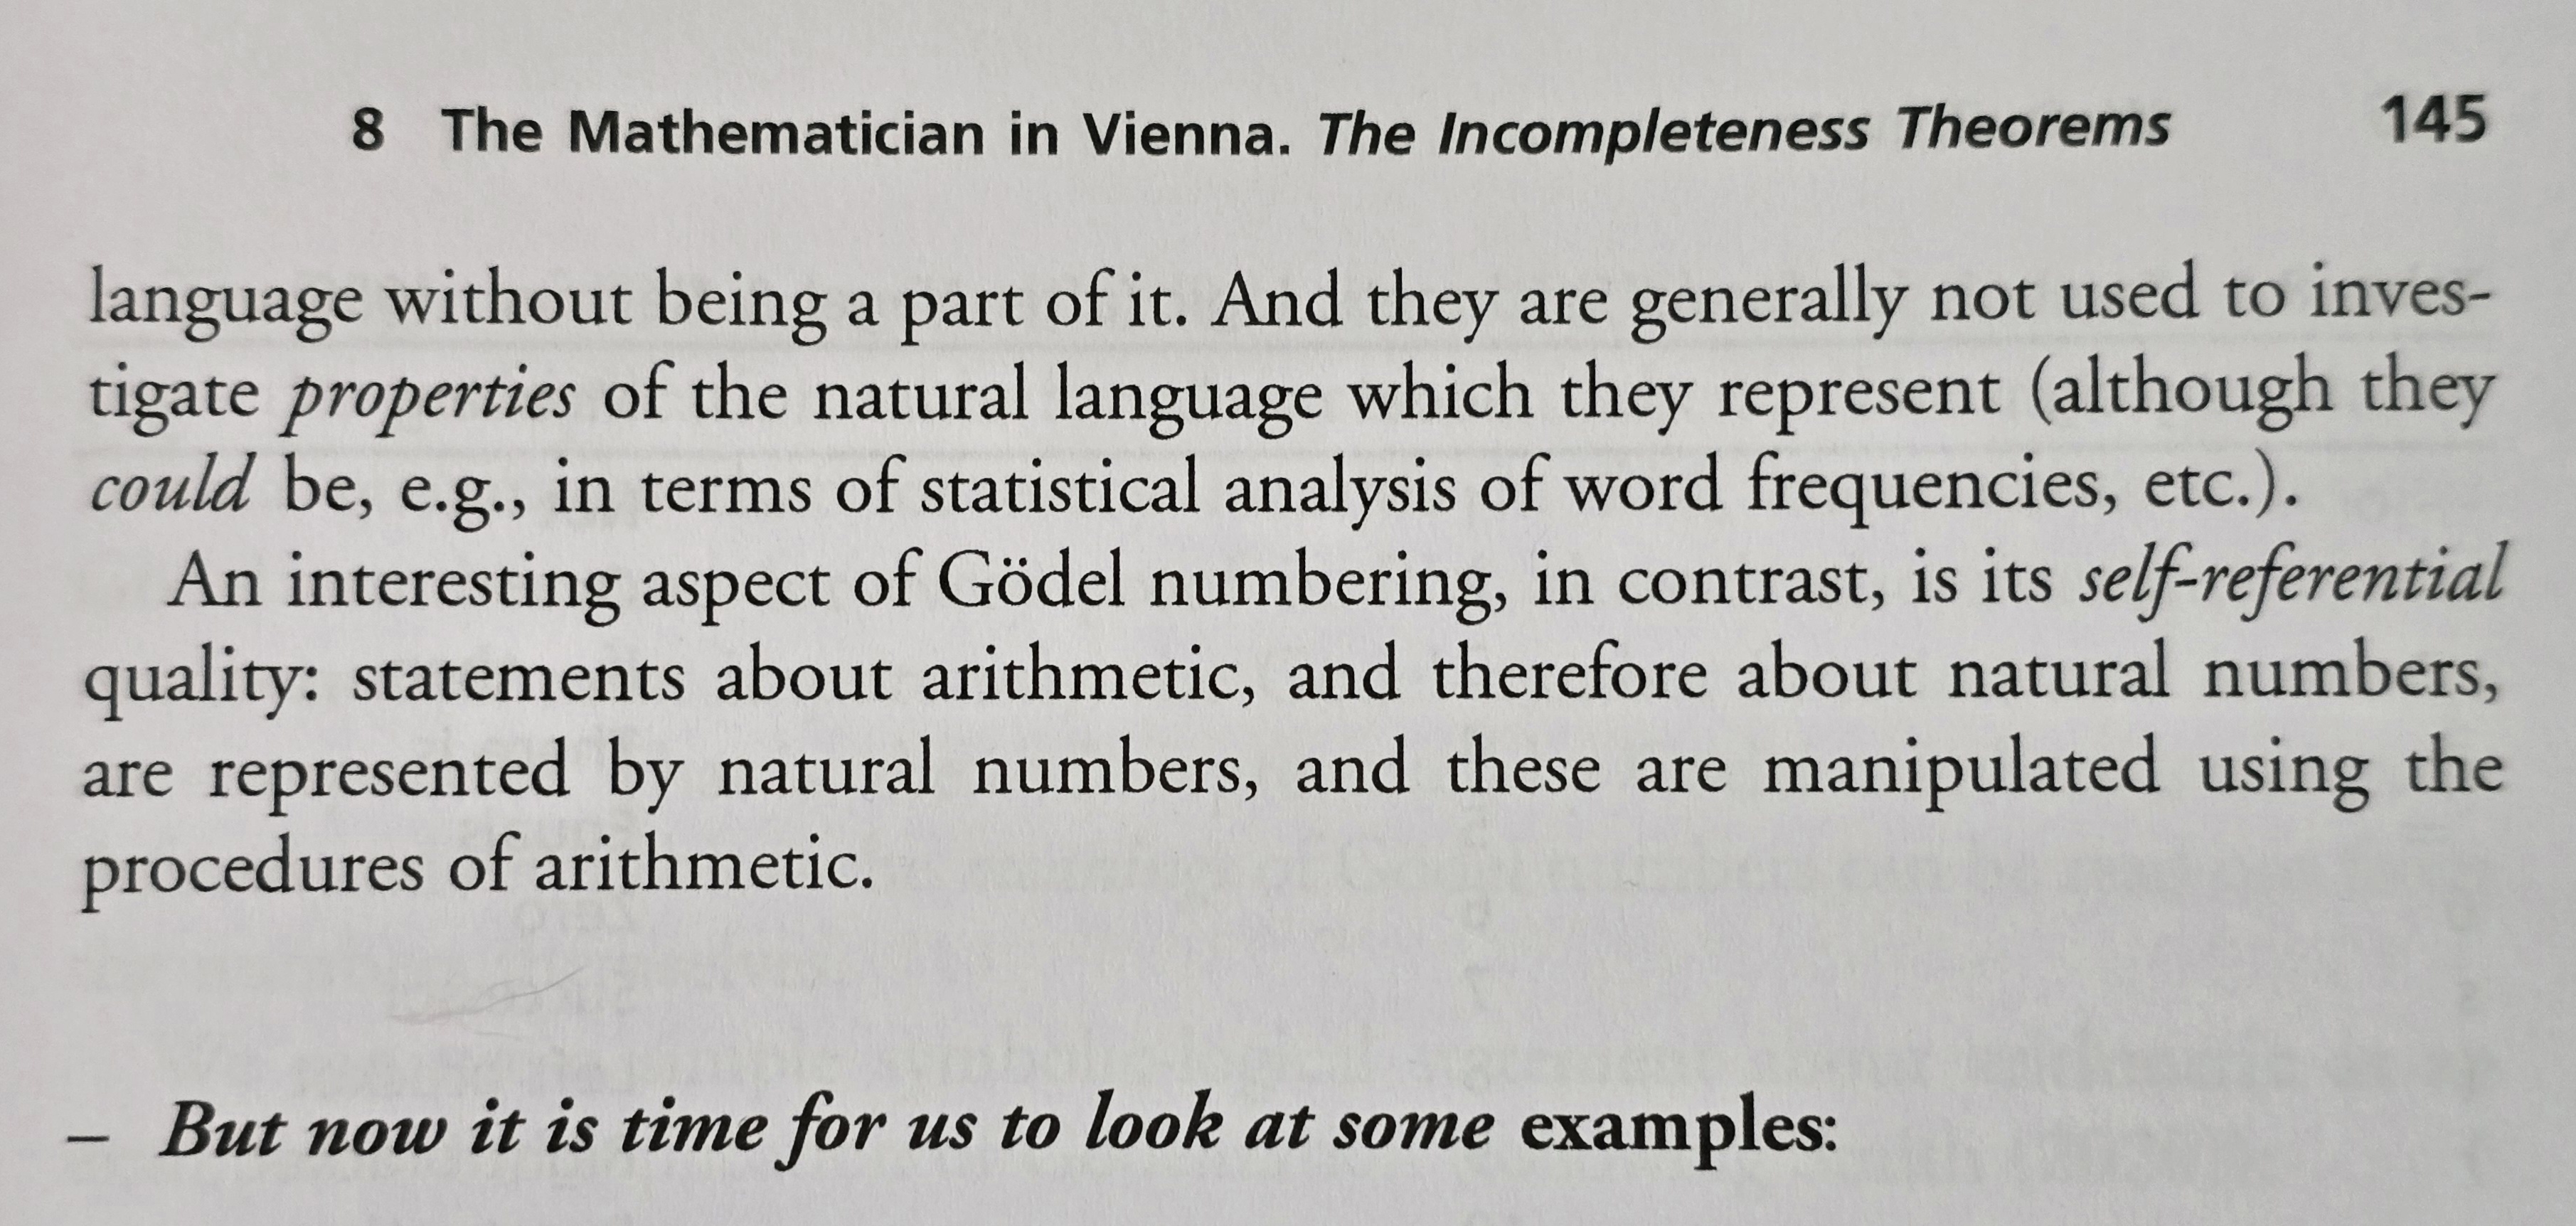 8 The Mathematician in Vienna. The Incompleteness Theorems 145
language without being a part of it. And they are generally not used to inves-
tigate properties of the natural language which they represent (although they
could be, e.g., in terms of statistical analysis of word frequencies, etc.).
An interesting aspect of Gödel numbering, in contrast, is its self-referential
quality: statements about arithmetic, and therefore about natural numbers,
are represented by natural numbers, and these are manipulated using the
procedures of arithmetic.
– But now it is time for us to look at some examples: